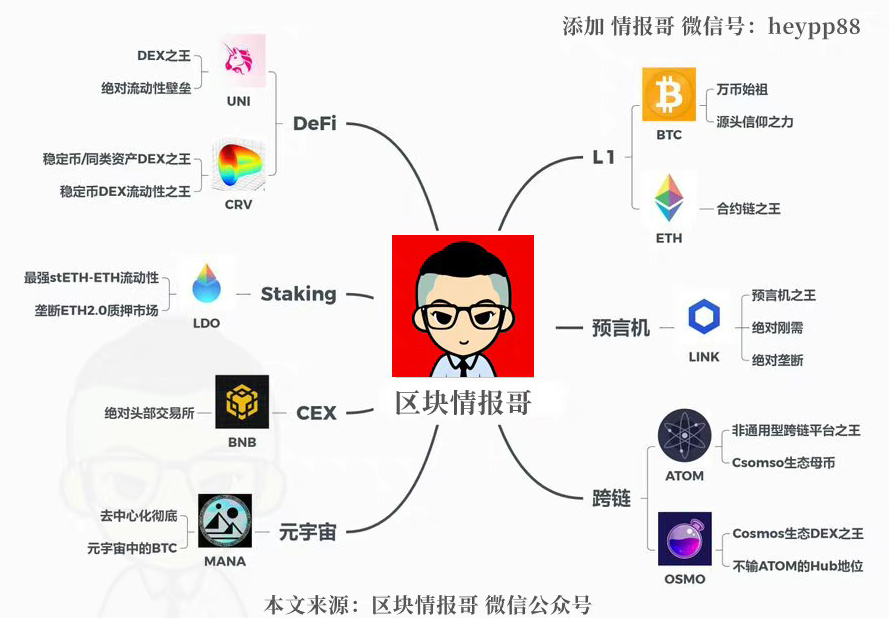 添加 情报哥 微信号：heypp88
DeFi
UNI
DEX之王
绝对流动性壁垒
CRV
稳定币/同类资产DEX之王
稳定币DEX流动性之王
Staking
LDO
最强stETH-ETH流动性
垄断ETH2.0质押市场
CEX
BNB
绝对头部交易所
元宇宙
MANA
去中心化彻底
元宇宙中的BTC
区块情报哥
L1
BTC
万币始祖
源头信仰之力
ETH
合约链之王
预言机
LINK
预言机之王
绝对刚需
绝对垄断
跨链
ATOM
非通用型跨链平台之王
Csomso生态母币
OSMO
Cosmos生态DEX之王
不输ATOM的Hub地位
本文来源：区块情报哥 微信公众号